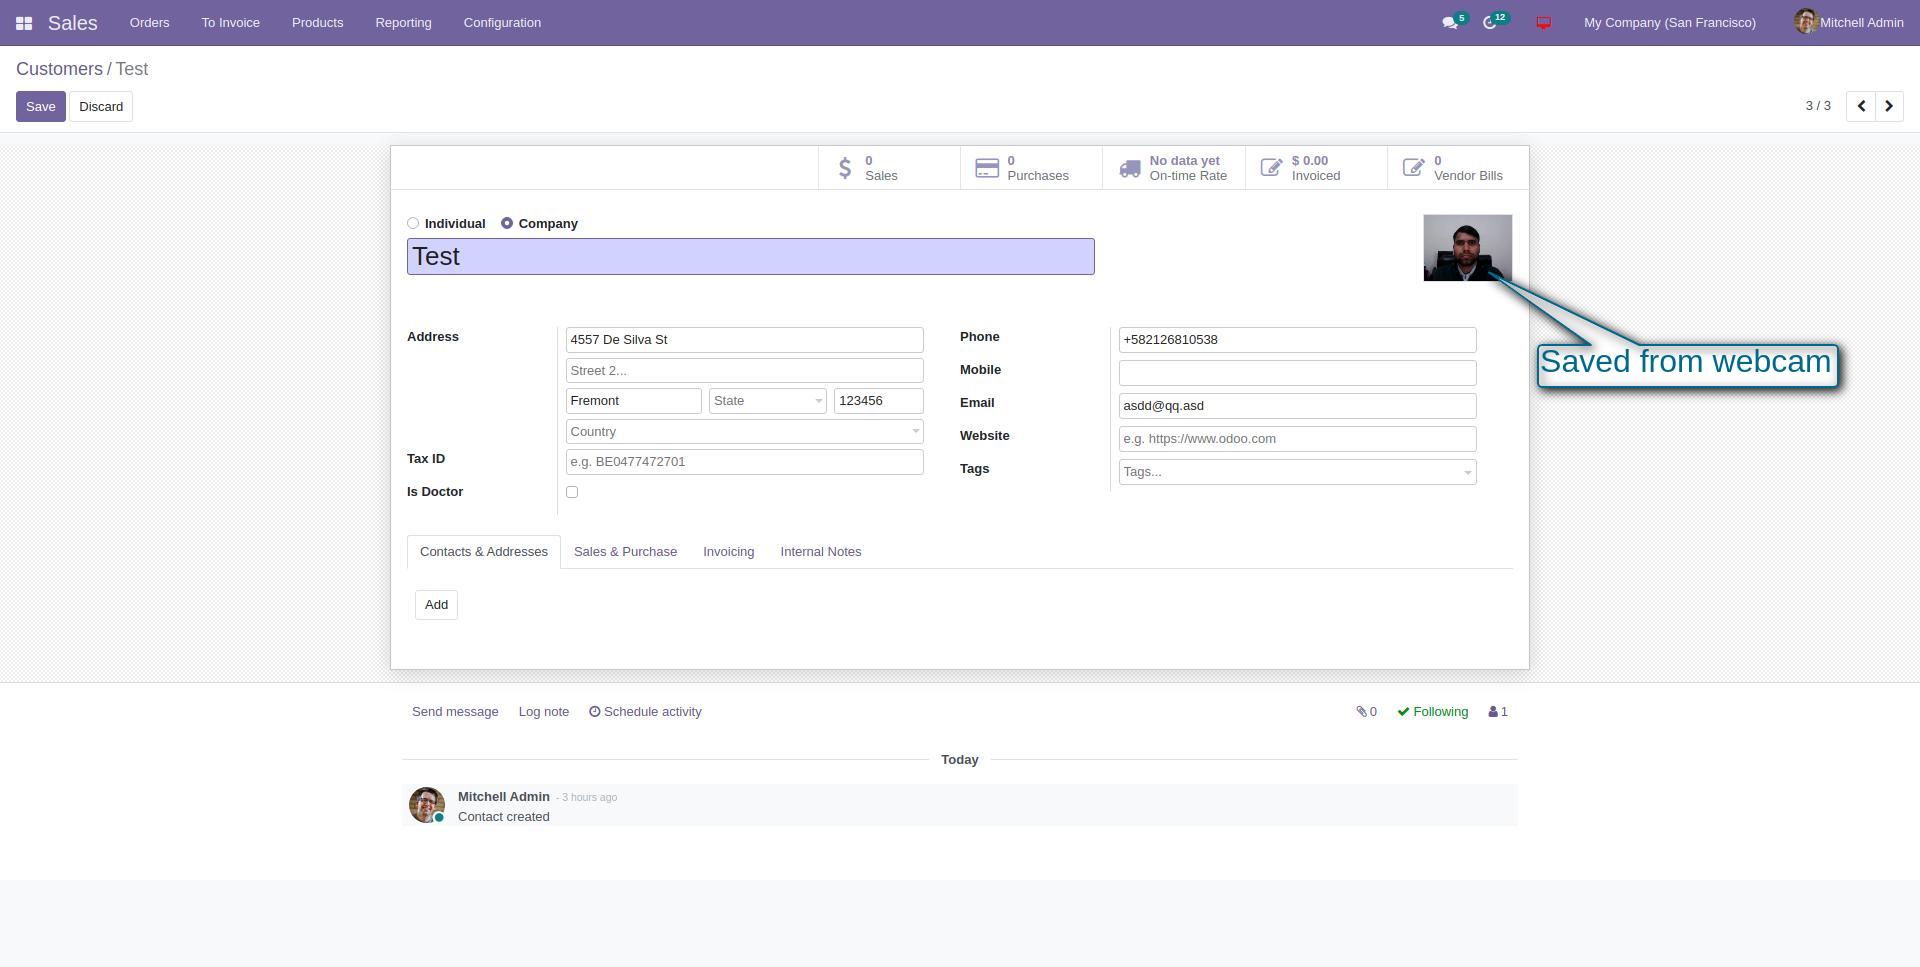 Sales Orders To Invoice Products Reporting Configuration 5 12 My Company (San Francisco) Mitchell Admin
Customers / Test
Save Discard 3 / 3
0 Sales
0 Purchases
No data yet On-time Rate
$ 0.00 Invoiced
0 Vendor Bills
Individual Company
Test
Saved from webcam
Address 4557 De Silva St
Street 2...
Fremont State 123456
Country
Tax ID e.g. BE0477472701
Is Doctor
Phone +582126810538
Mobile
Email asdd@qq.asd
Website e.g. https://www.odoo.com
Tags Tags...
Contacts & Addresses Sales & Purchase Invoicing Internal Notes
Add
Send message Log note Schedule activity 0 Following 1
Today
Mitchell Admin - 3 hours ago
Contact created